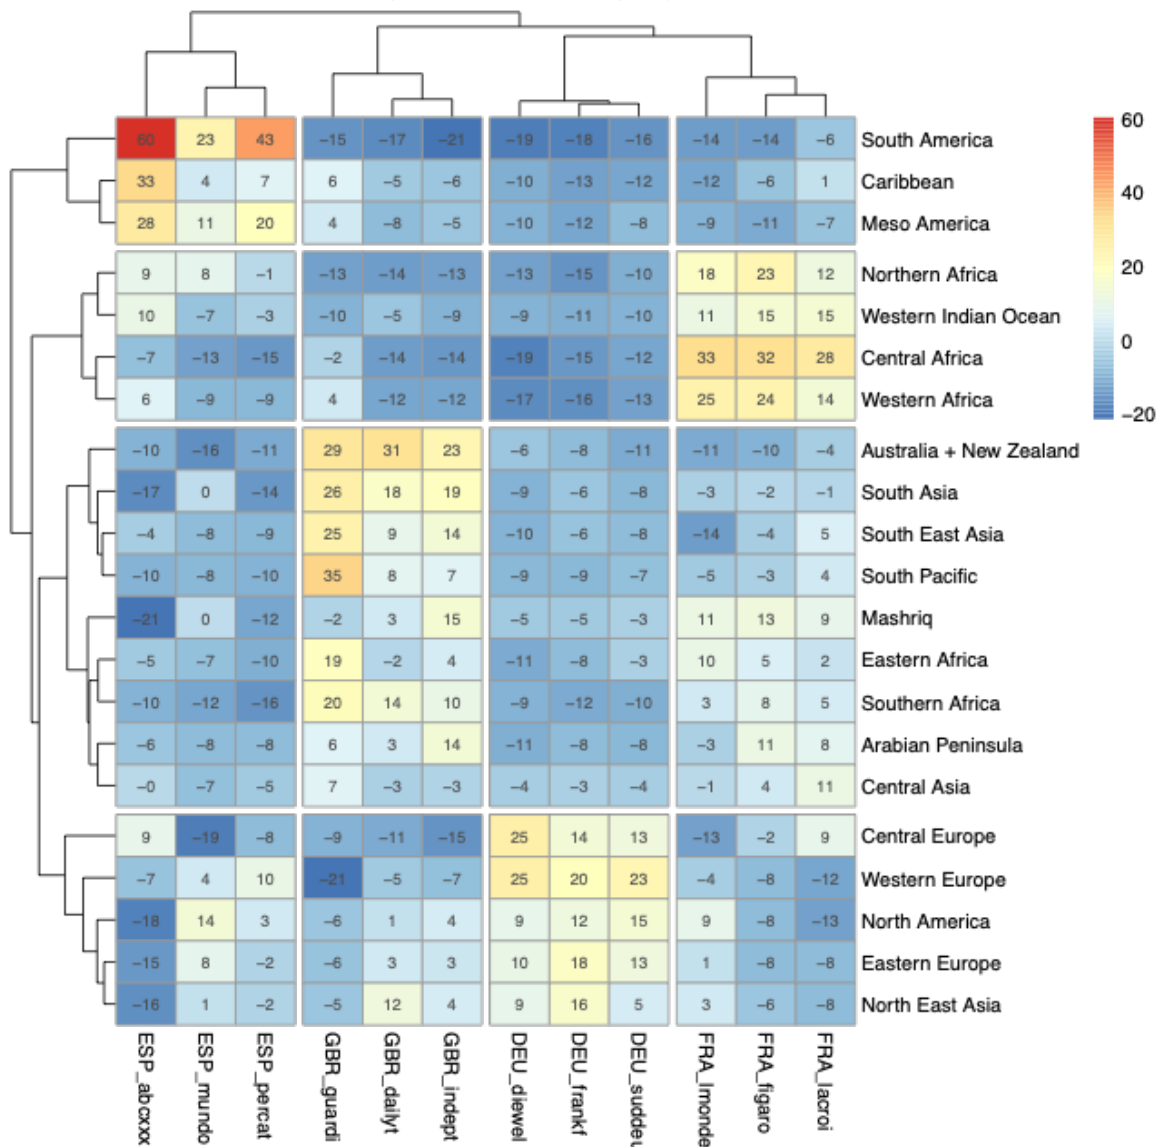 60 23 43 −15 −17 −21 −19 −18 −16 −14 −14 −6 South America
33 4 7 6 −5 −6 −10 −13 −12 −12 −6 1 Caribbean
28 11 20 4 −8 −5 −10 −12 −8 −9 −11 −7 Meso America
9 8 −1 −13 −14 −13 −13 −15 −10 18 23 12 Northern Africa
10 −7 −3 −10 −5 −9 −9 −11 −10 11 15 15 Western Indian Ocean
−7 −13 −15 −2 −14 −14 −19 −15 −12 33 32 28 Central Africa
6 −9 −9 4 −12 −12 −17 −16 −13 25 24 14 Western Africa
−10 −16 −11 29 31 23 −6 −8 −11 −11 −10 −4 Australia + New Zealand
−17 0 −14 26 18 19 −9 −6 −8 −3 −2 −1 South Asia
−4 −8 −9 25 9 14 −10 −6 −8 −14 −4 5 South East Asia
−10 −8 −10 35 8 7 −9 −9 −7 −5 −3 4 South Pacific
−21 0 −12 −2 3 15 −5 −5 −3 11 13 9 Mashriq
−5 −7 −10 19 −2 4 −11 −8 −3 10 5 2 Eastern Africa
−10 −12 −16 20 14 10 −9 −12 −10 3 8 5 Southern Africa
−6 −8 −8 6 3 14 −11 −8 −8 −3 11 8 Arabian Peninsula
−0 −7 −5 7 −3 −3 −4 −3 −4 −1 4 11 Central Asia
9 −19 −8 −9 −11 −15 25 14 13 −13 −2 9 Central Europe
−7 4 10 −21 −5 −7 25 20 23 −4 −8 −12 Western Europe
−18 14 3 −6 1 4 9 12 15 9 −8 −13 North America
−15 8 −2 −6 3 3 10 18 13 1 −8 −8 Eastern Europe
−16 1 −2 −5 12 4 9 16 5 3 −6 −8 North East Asia
ESP_abcxxx
ESP_mundo
ESP_percat
GBR_guardi
GBR_dailyt
GBR_indept
DEU_diewel
DEU_frankf
DEU_suddeu
FRA_lmonde
FRA_figaro
FRA_lacroi
60
40
20
0
−20